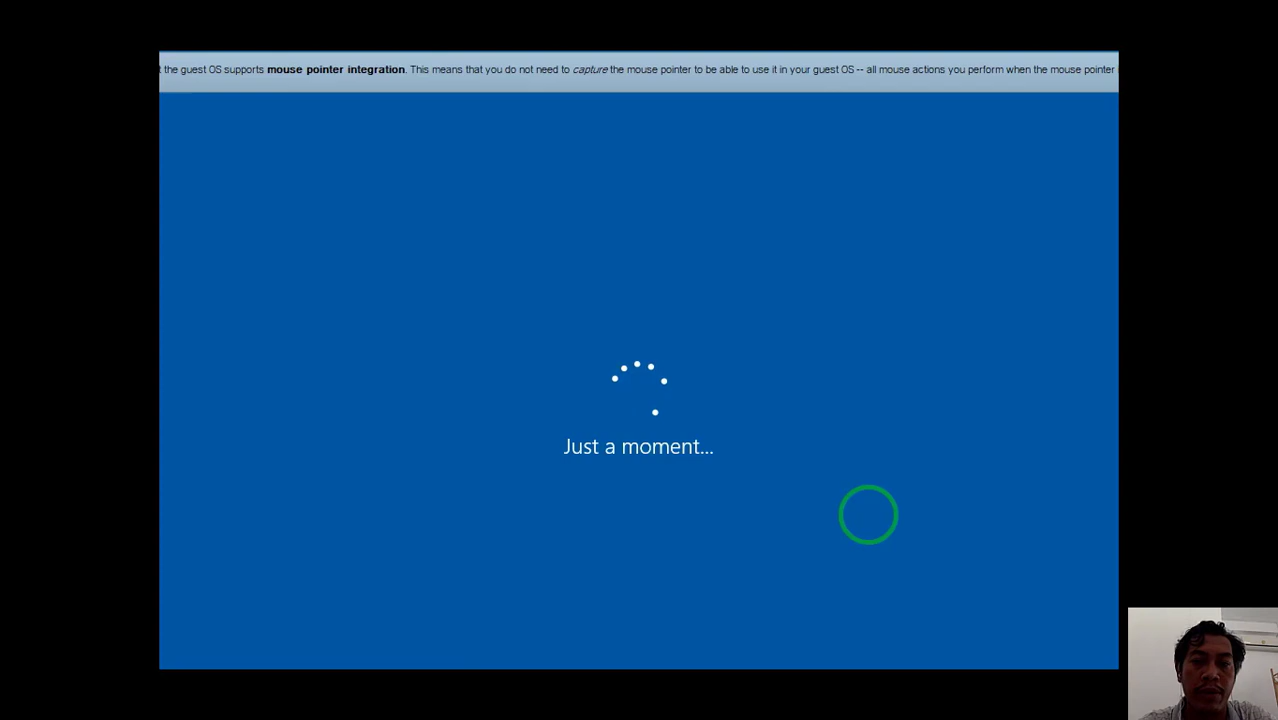 the guest OS supports mouse pointer integration. This means that you do not need to capture the mouse pointer to be able to use it in your guest OS -- all mouse actions you perform when the mouse pointer
Just a moment...